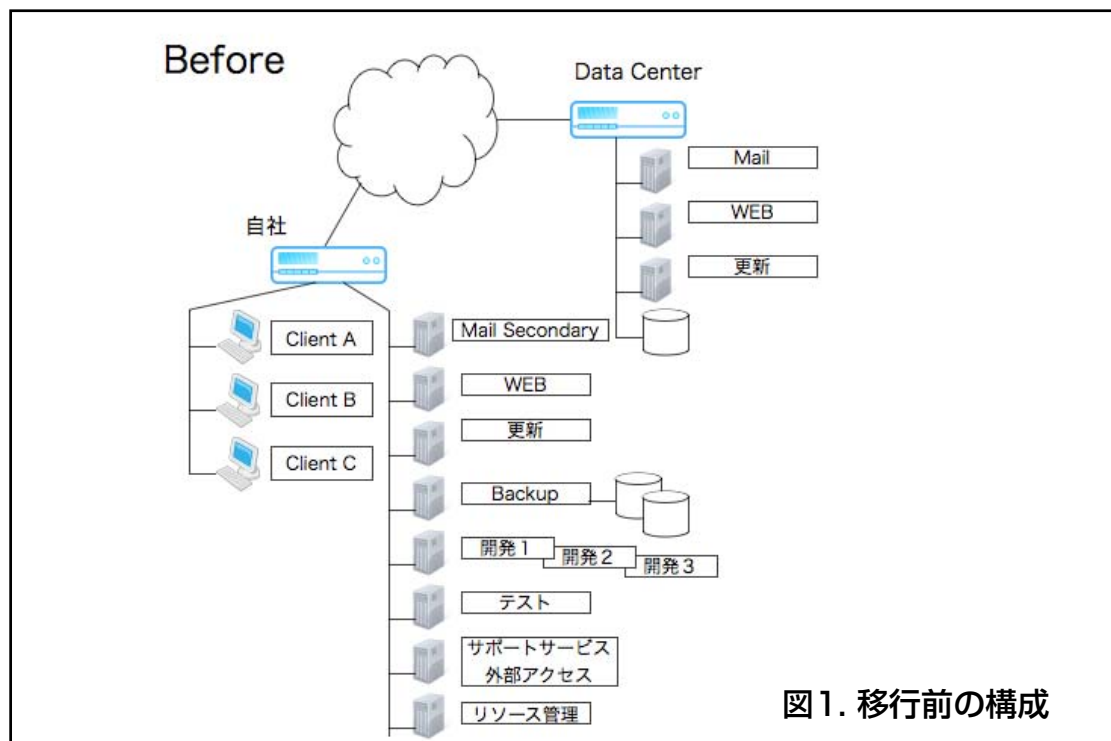 Before
Data Center
Mail
WEB
更新
自社
Client A
Client B
Client C
Mail Secondary
WEB
更新
Backup
開発1
開発2
開発3
テスト
サポートサービス
外部アクセス
リソース管理
図1. 移行前の構成